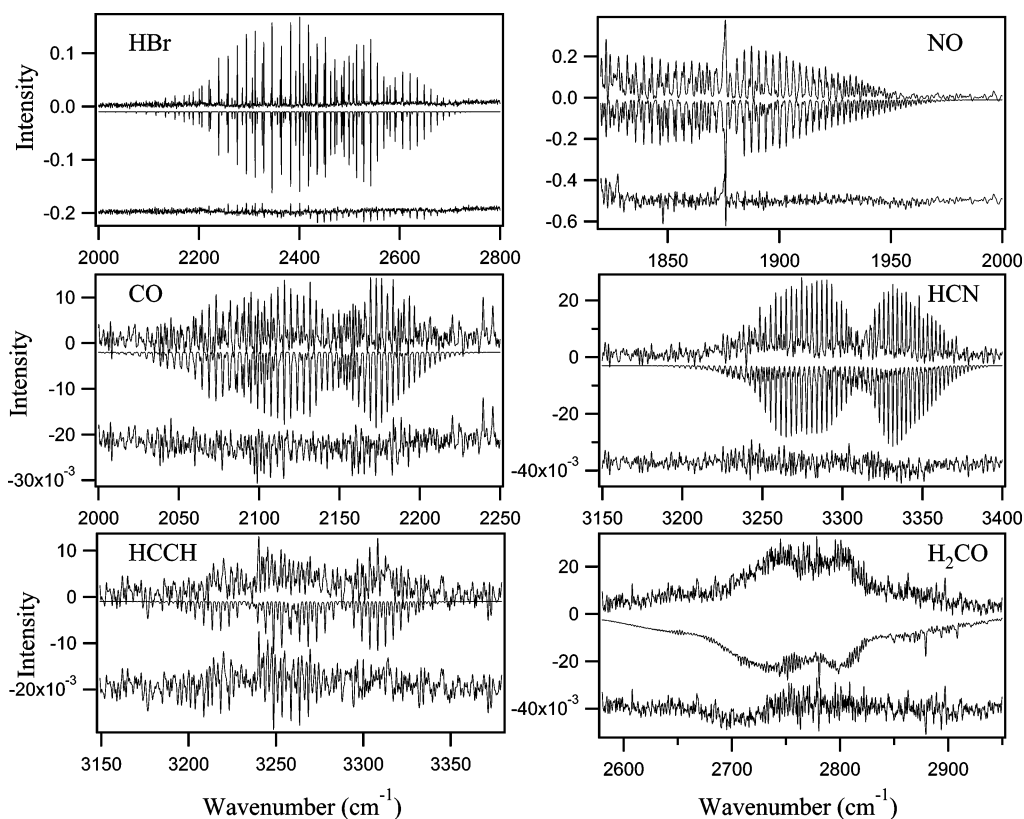 HBr
Intensity
0.1
0.0
-0.1
-0.2
2000 2200 2400 2600 2800
NO
0.2
0.0
-0.2
-0.4
-0.6
1850 1900 1950 2000
CO
Intensity
10
0
-10
-20
-30x10⁻³
2000 2050 2100 2150 2200 2250
HCN
20
0
-20
-40x10⁻³
3150 3200 3250 3300 3350 3400
HCCH
Intensity
10
0
-10
-20x10⁻³
3150 3200 3250 3300 3350
Wavenumber (cm⁻¹)
H₂CO
20
0
-20
-40x10⁻³
2600 2700 2800 2900
Wavenumber (cm⁻¹)